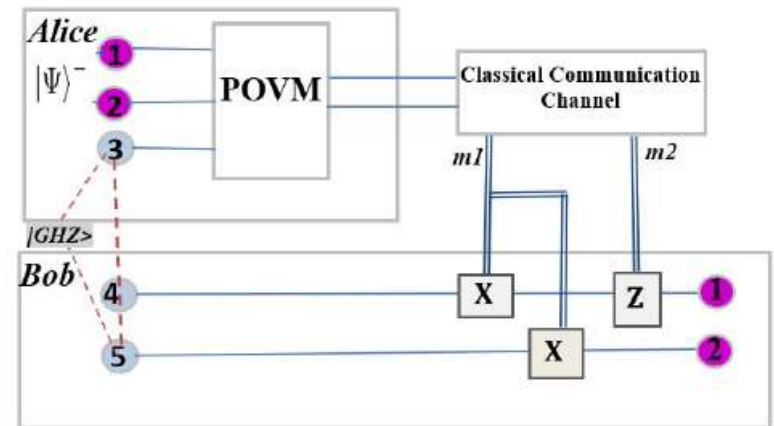 Alice
1
|Ψ⟩⁻
2
3
POVM
Classical Communication
Channel
m1
m2
|GHZ>
Bob
4
X
Z
1
5
X
2